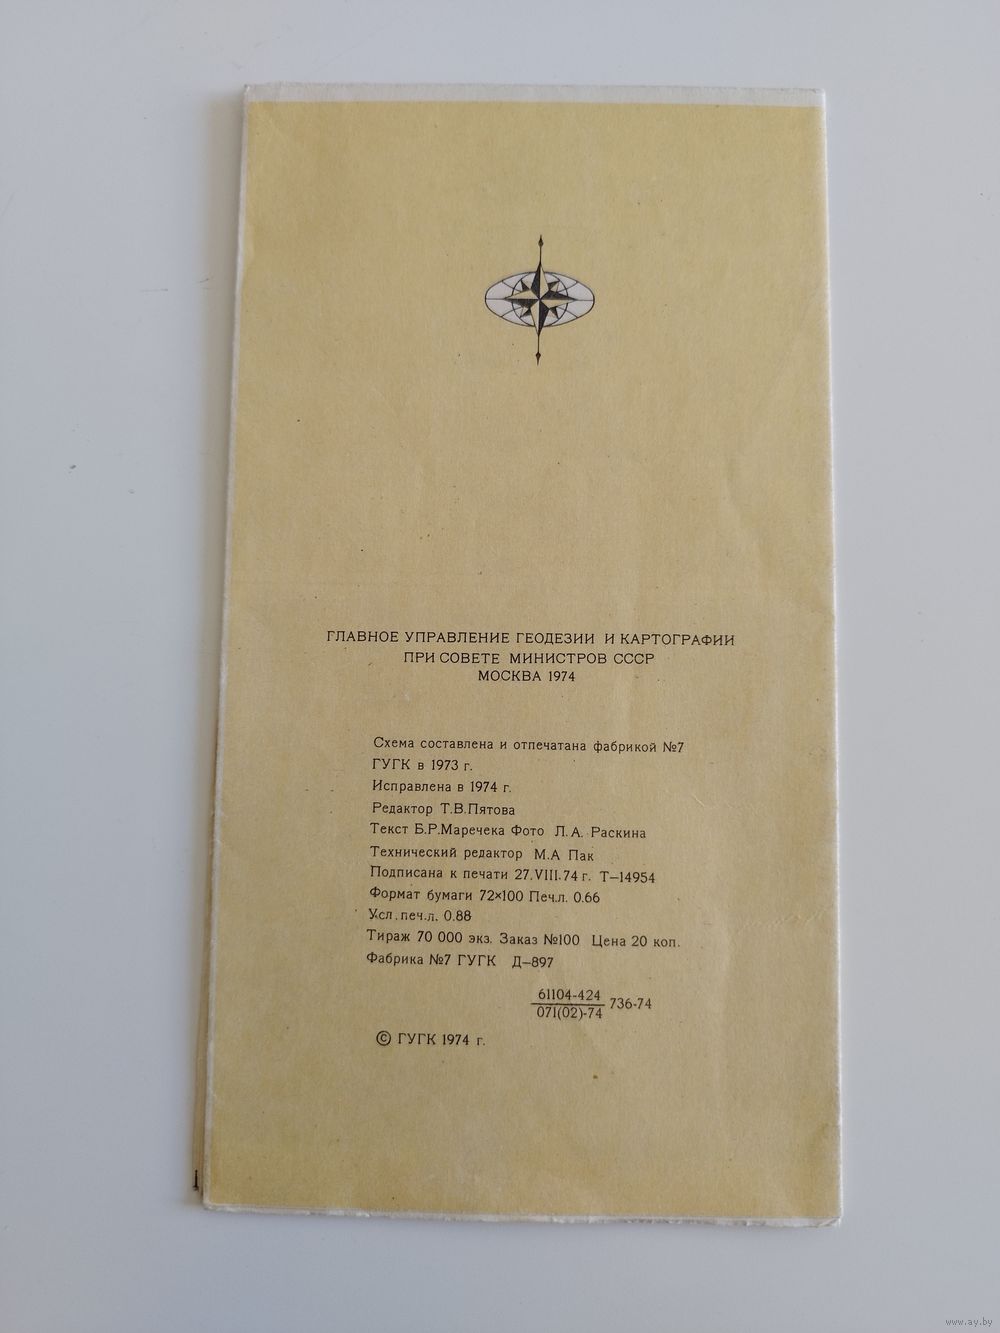 ГЛАВНОЕ УПРАВЛЕНИЕ ГЕОДЕЗИИ И КАРТОГРАФИИ
ПРИ СОВЕТЕ МИНИСТРОВ СССР
МОСКВА 1974
Схема составлена и отпечатана фабрикой №7
ГУГК в 1973 г.
Исправлена в 1974 г.
Редактор Т.В.Пятова
Текст Б.Р.Маречека Фото Л.А. Раскина
Технический редактор М.А Пак
Подписана к печати 27.VIII.74 г. Т-14954
Формат бумаги 72×100 Печ.л. 0.66
Усл.печ.л. 0.88
Тираж 70 000 экз. Заказ №100 Цена 20 коп.
Фабрика №7 ГУГК Д-897
61104-424
071(02)-74 736-74
© ГУГК 1974 г.
www.ay.by